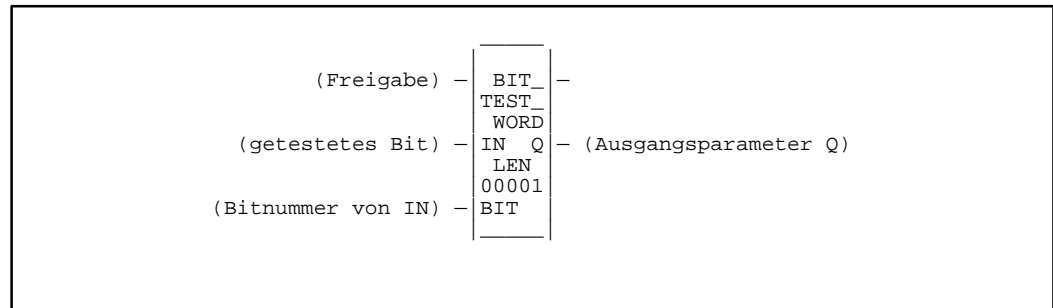 (Freigabe) BIT_
TEST_
WORD
(getestetes Bit) IN Q (Ausgangsparameter Q)
LEN
00001
(Bitnummer von IN) BIT